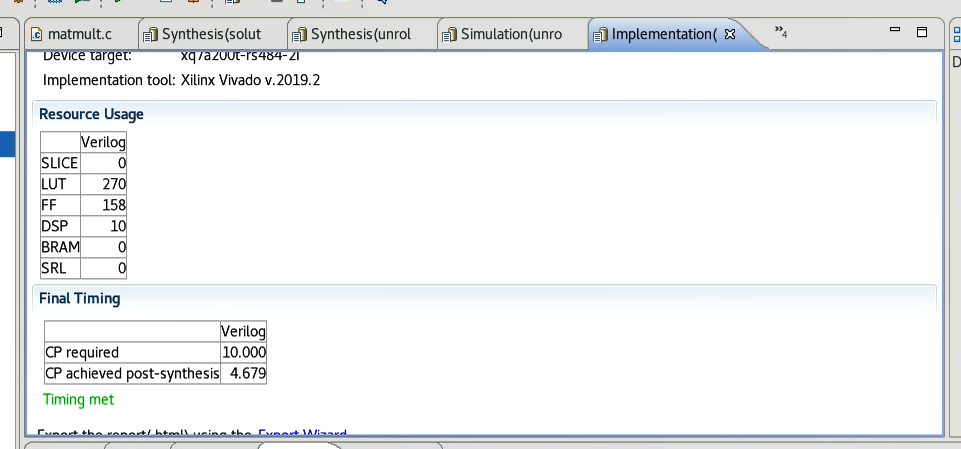 matmult.c
Synthesis(solut
Synthesis(unrol
Simulation(unro
Implementation(
»4
Device target: xq7a200t-rs484-2l
Implementation tool: Xilinx Vivado v.2019.2
Resource Usage
Verilog
SLICE 0
LUT 270
FF 158
DSP 10
BRAM 0
SRL 0
Final Timing
Verilog
CP required 10.000
CP achieved post-synthesis 4.679
Timing met
Export the report(.html) using the Export Wizard
D